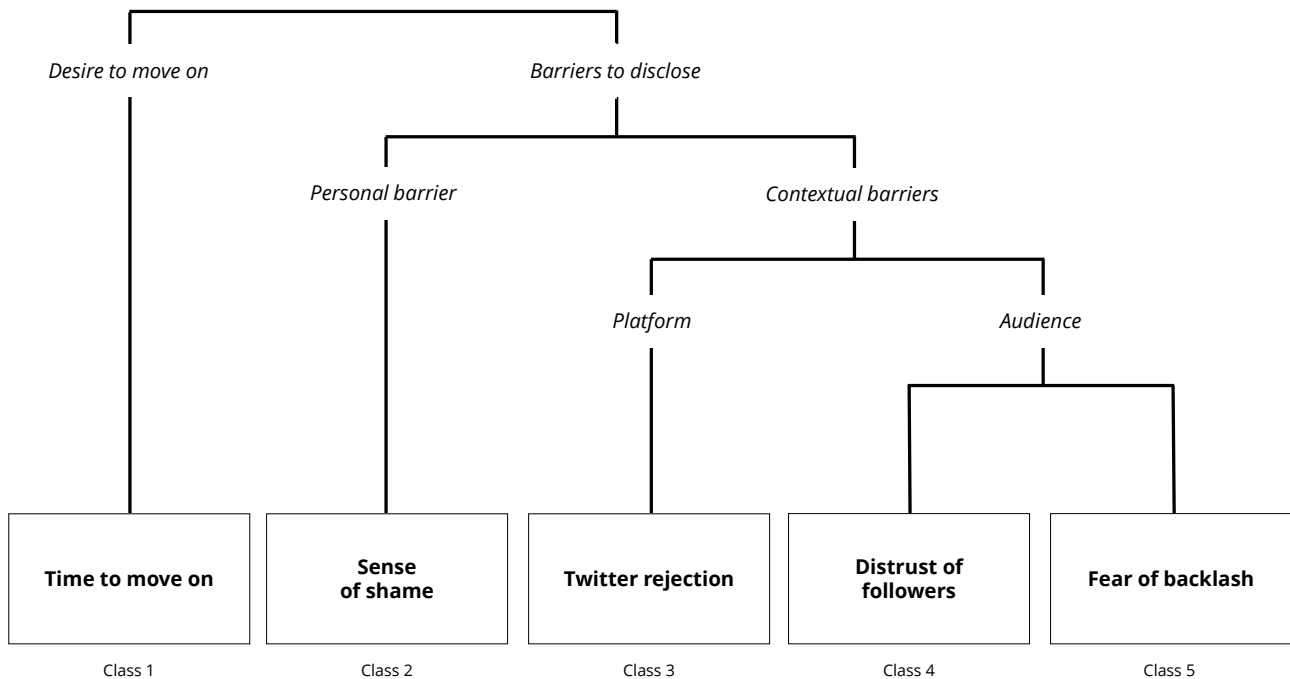 Desire to move on
Barriers to disclose
Personal barrier
Contextual barriers
Platform
Audience
Time to move on
Sense
of shame
Twitter rejection
Distrust of
followers
Fear of backlash
Class 1
Class 2
Class 3
Class 4
Class 5